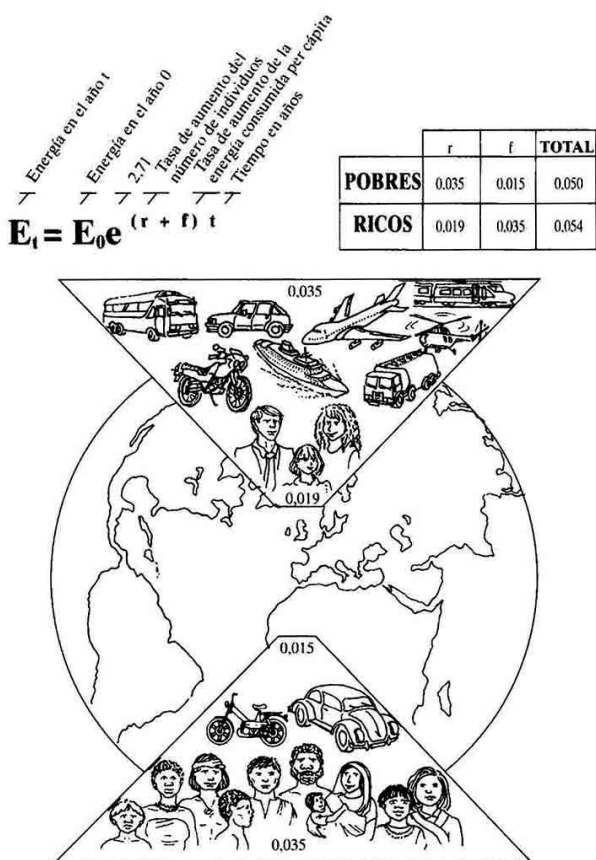 Energía en el año t
Energía en el año 0
2.71
Tasa de aumento del
número de individuos
Tasa de aumento de la
energía consumida per cápita
Tiempo en años
Eₜ = E₀e^(r + f) t
r f TOTAL
POBRES 0.035 0.015 0.050
RICOS 0.019 0.035 0.054
0,035
0,019
0,015
0,035